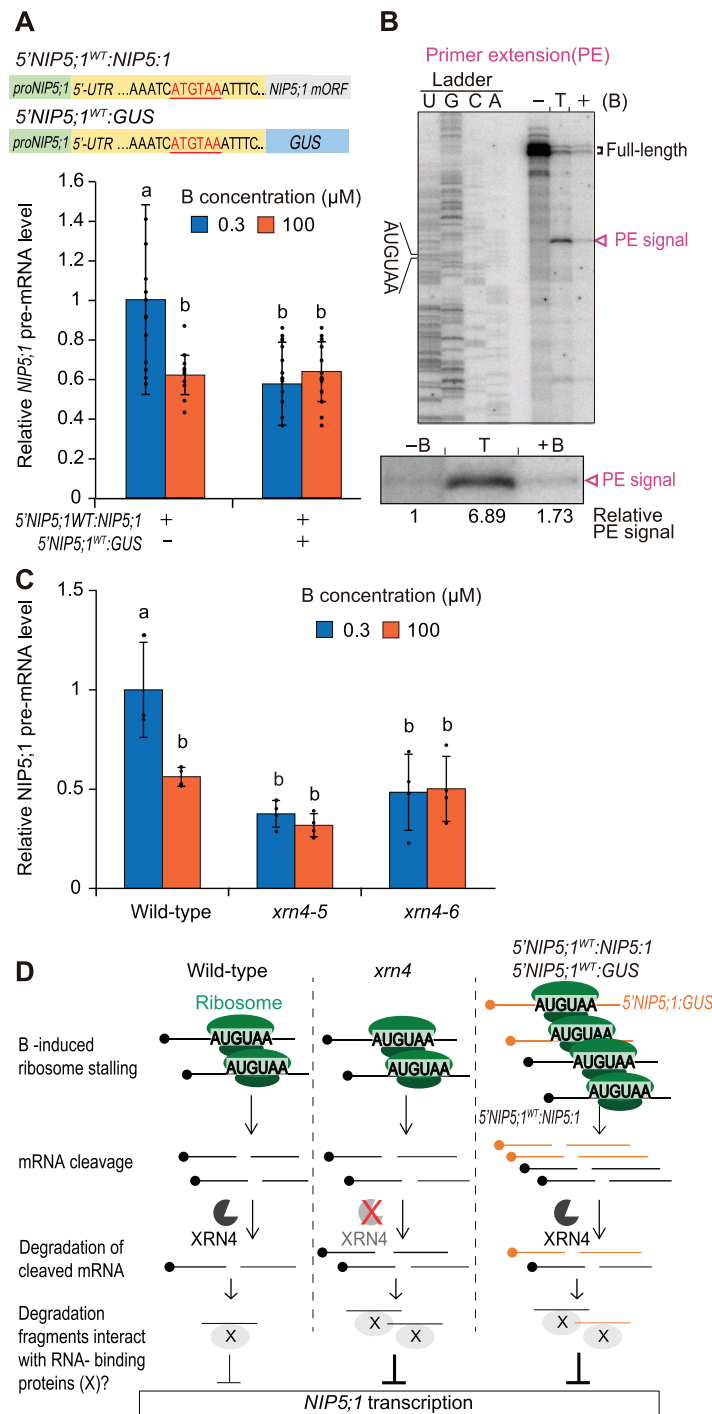 A
5'NIP5;1WT:NIP5:1
proNIP5;1 5'-UTR ...AAATCATGTAAATTTC.. NIP5;1 mORF
5'NIP5;1WT:GUS
proNIP5;1 5'-UTR ...AAATCATGTAAATTTC.. GUS
Relative NIP5;1 pre-mRNA level
1.6
1.4
1.2
1
0.8
0.6
0.4
0.2
0
B concentration (µM)
0.3 100
a
b
b b
5'NIP5;1WT:NIP5;1 + +
5'NIP5;1WT:GUS − +
B
Primer extension(PE)
Ladder
U G C A − T + (B)
Full-length
AUGUAA
PE signal
−B T +B
PE signal
1 6.89 1.73 Relative
PE signal
C
Relative NIP5;1 pre-mRNA level
1.5
1
0.5
0
B concentration (µM)
0.3 100
a
b
b b
b b
Wild-type xrn4-5 xrn4-6
D
Wild-type xrn4 5'NIP5;1WT:NIP5:1
5'NIP5;1WT:GUS
Ribosome
5'NIP5;1:GUS
B -induced
ribosome stalling
AUGUAA
AUGUAA
AUGUAA
AUGUAA
AUGUAA
AUGUAA
AUGUAA
AUGUAA
5'NIP5;1WT:NIP5:1
mRNA cleavage
XRN4 XRN4 XRN4
Degradation of
cleaved mRNA
Degradation
fragments interact
with RNA- binding
proteins (X)?
X X X X X
NIP5;1 transcription